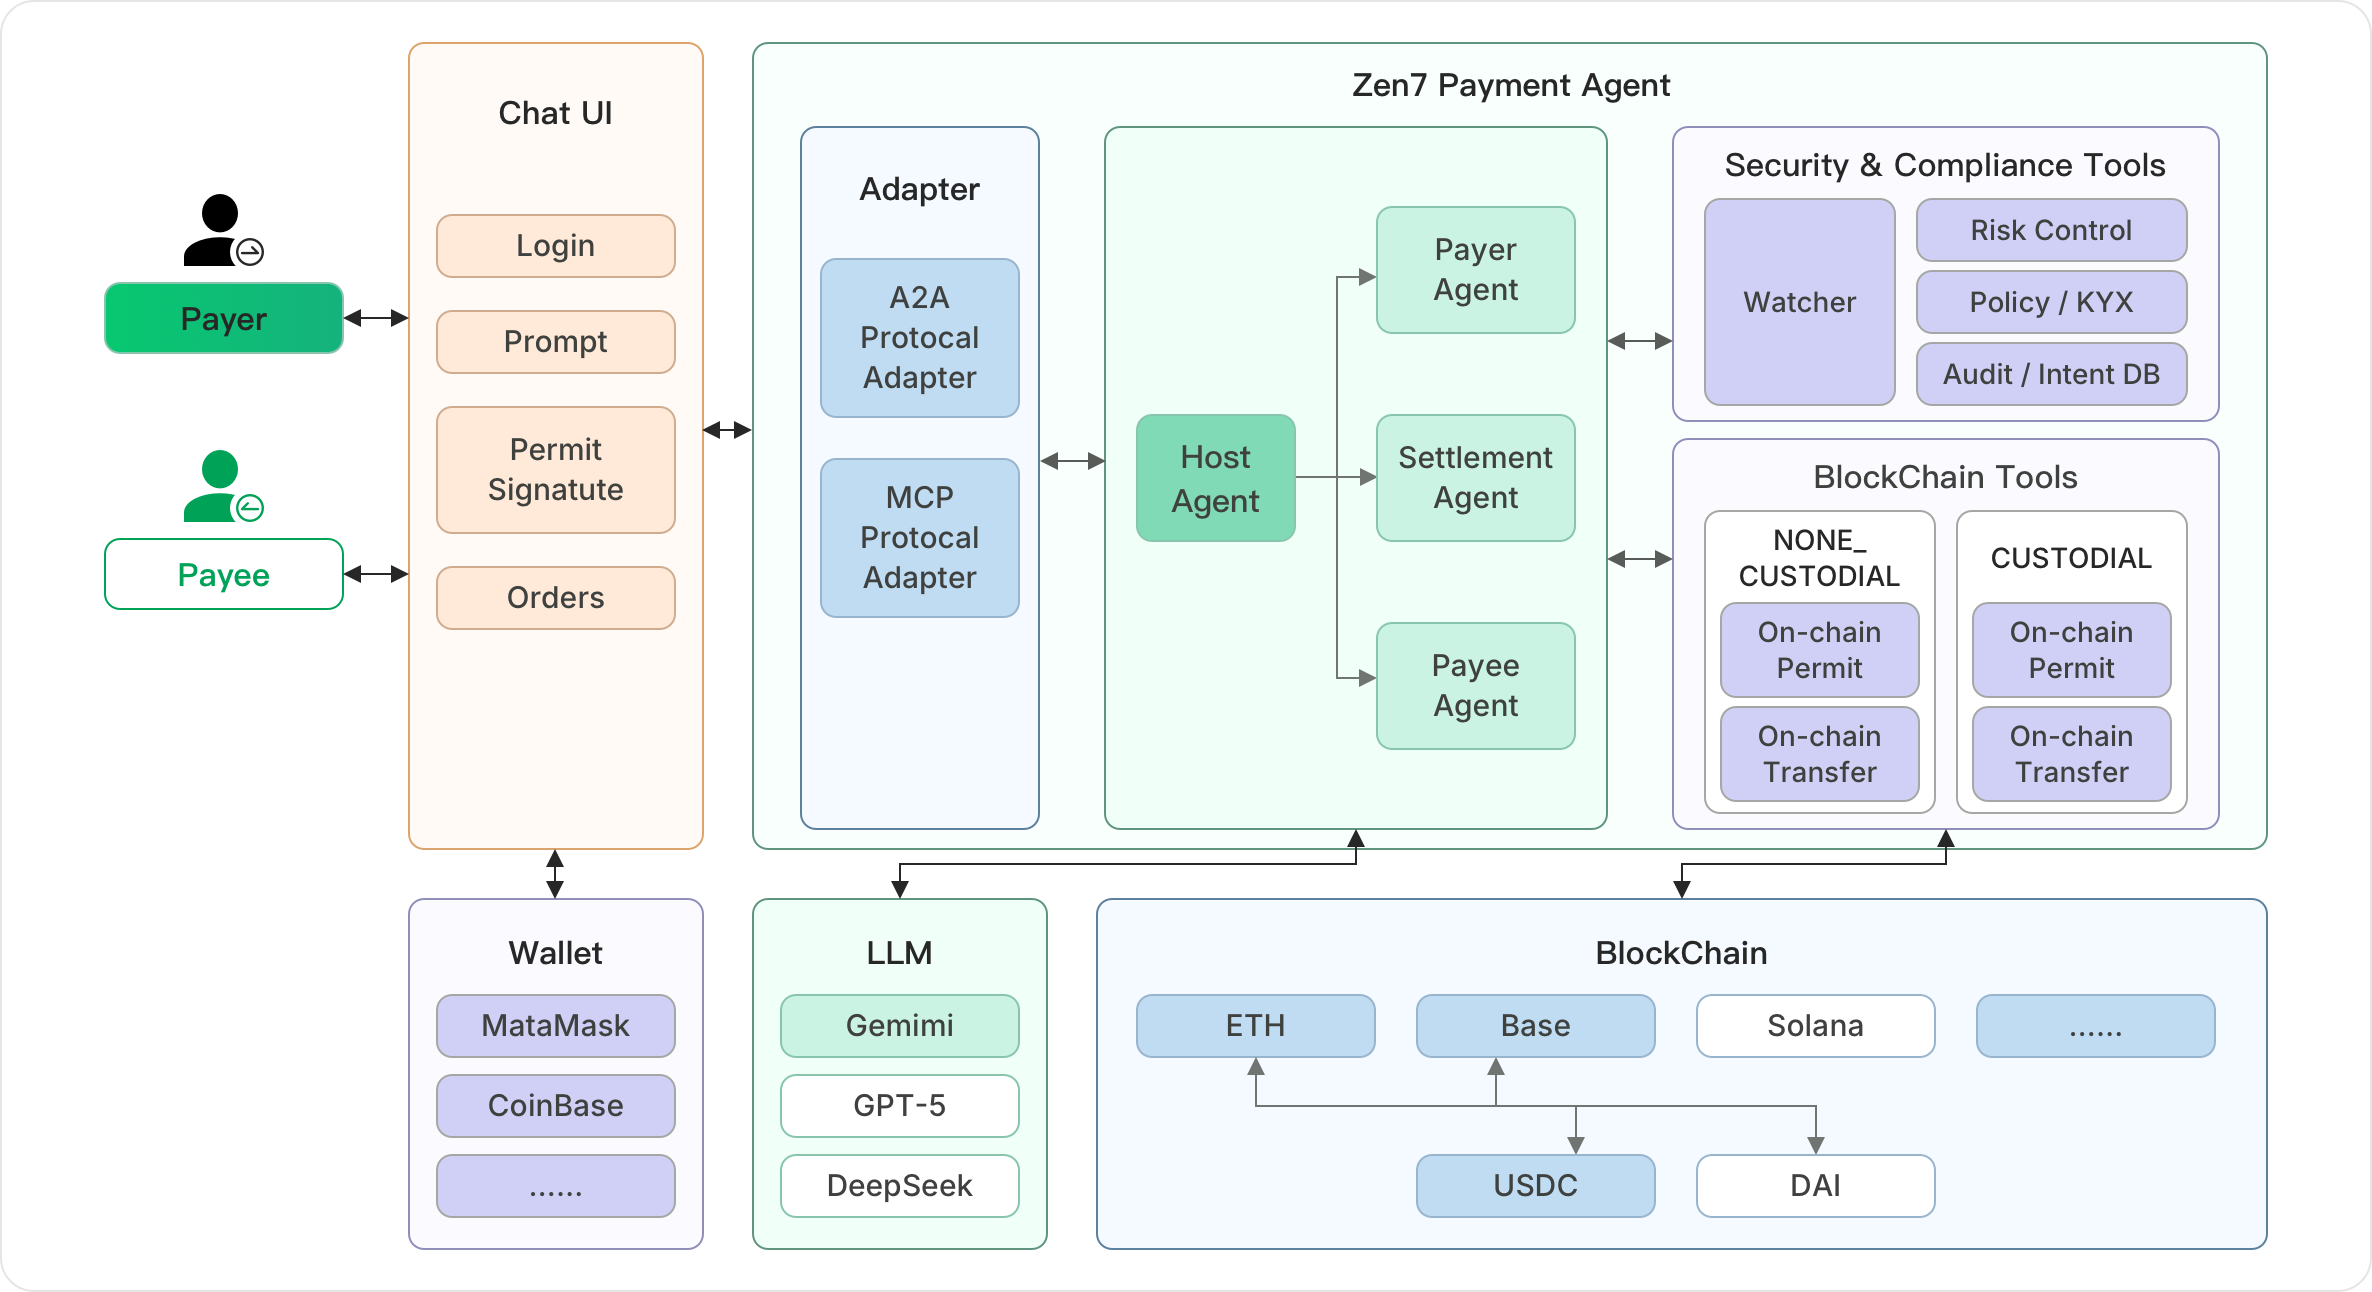 Payer
Payee
Chat UI
Login
Prompt
Permit
Signatute
Orders
Zen7 Payment Agent
Adapter
A2A
Protocal
Adapter
MCP
Protocal
Adapter
Host
Agent
Payer
Agent
Settlement
Agent
Payee
Agent
Security & Compliance Tools
Watcher
Risk Control
Policy / KYX
Audit / Intent DB
BlockChain Tools
NONE_
CUSTODIAL
On-chain
Permit
On-chain
Transfer
CUSTODIAL
On-chain
Permit
On-chain
Transfer
Wallet
MataMask
CoinBase
......
LLM
Gemimi
GPT-5
DeepSeek
BlockChain
ETH
Base
Solana
......
USDC
DAI